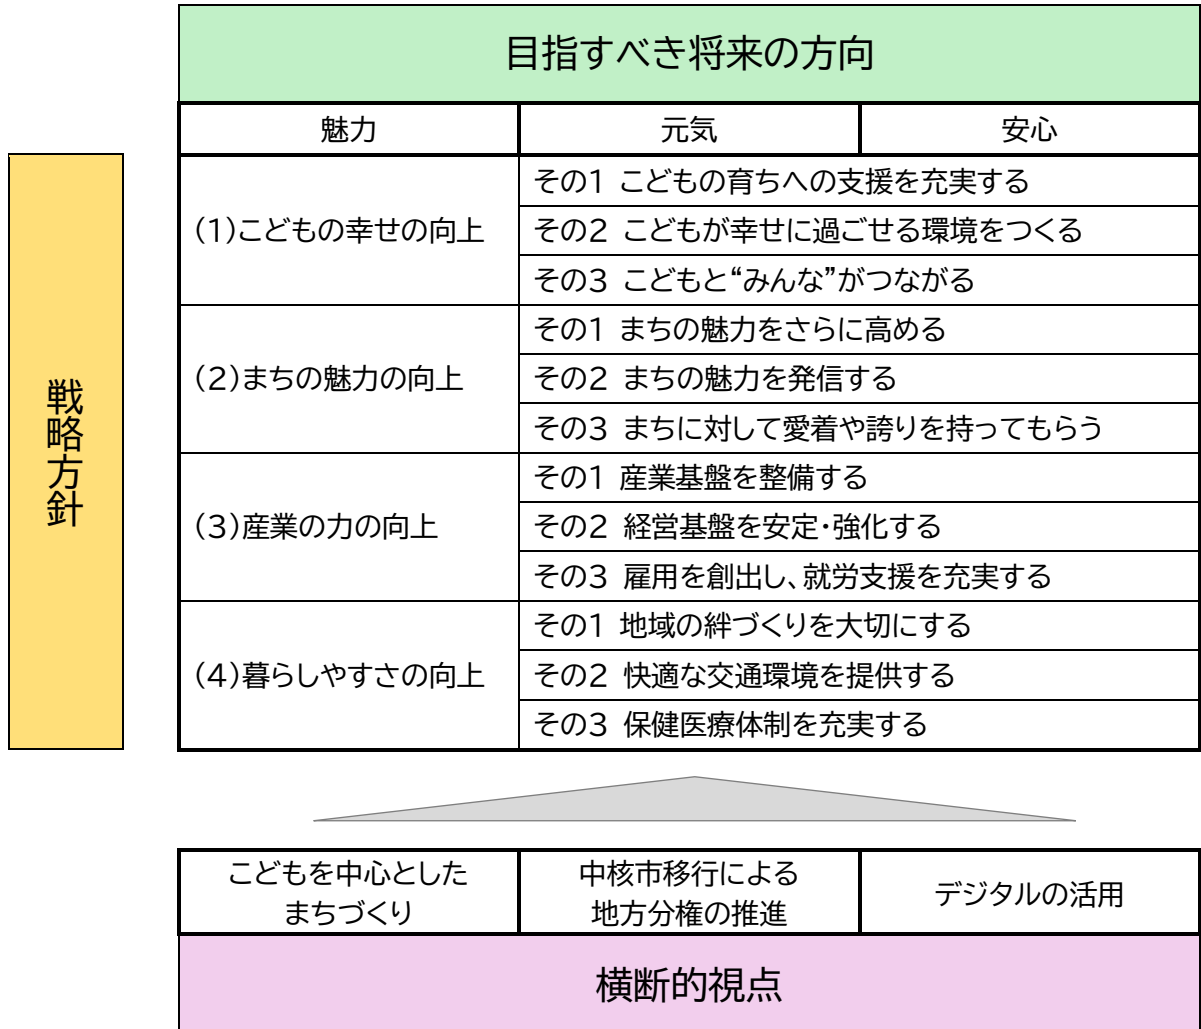 目指すべき将来の方向
魅力
元気
安心
戦略方針
(1)こどもの幸せの向上
その1 こどもの育ちへの支援を充実する
その2 こどもが幸せに過ごせる環境をつくる
その3 こどもと“みんな”がつながる
(2)まちの魅力の向上
その1 まちの魅力をさらに高める
その2 まちの魅力を発信する
その3 まちに対して愛着や誇りを持ってもらう
(3)産業の力の向上
その1 産業基盤を整備する
その2 経営基盤を安定・強化する
その3 雇用を創出し、就労支援を充実する
(4)暮らしやすさの向上
その1 地域の絆づくりを大切にする
その2 快適な交通環境を提供する
その3 保健医療体制を充実する
こどもを中心とした
まちづくり
中核市移行による
地方分権の推進
デジタルの活用
横断的視点